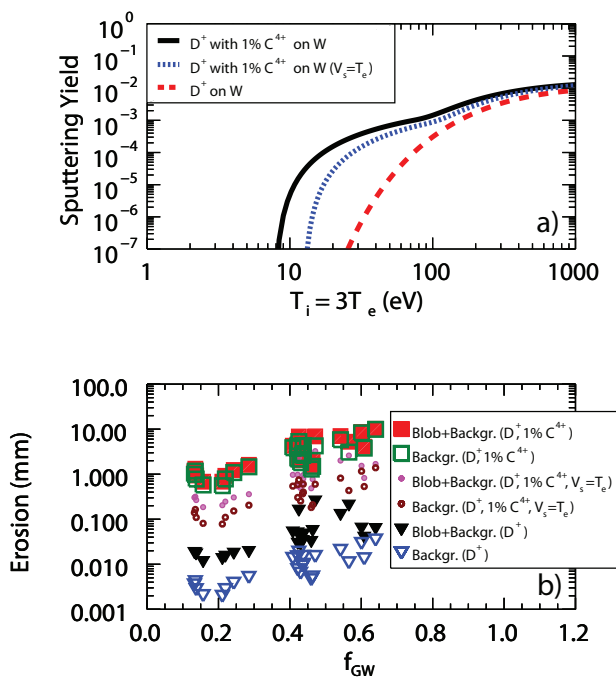 10⁰
10⁻¹
10⁻²
10⁻³
10⁻⁴
10⁻⁵
10⁻⁶
10⁻⁷
Sputtering Yield
D⁺ with 1% C⁴⁺ on W
D⁺ with 1% C⁴⁺ on W (Vₛ=Tₑ)
D⁺ on W
a)
1 10 100 1000
Tᵢ = 3Tₑ (eV)
100.0
10.00
1.000
0.100
0.010
0.001
Erosion (mm)
Blob+Backgr. (D⁺, 1% C⁴⁺)
Backgr. (D⁺, 1% C⁴⁺)
Blob+Backgr. (D⁺, 1% C⁴⁺, Vₛ=Tₑ)
Backgr. (D⁺, 1% C⁴⁺, Vₛ=Tₑ)
Blob+Backgr. (D⁺)
Backgr. (D⁺)
b)
0.0 0.2 0.4 0.6 0.8 1.0 1.2
f_GW